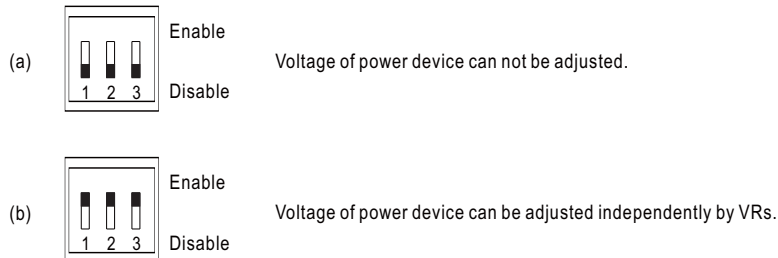 Enable
(a) Voltage of power device can not be adjusted.
1 2 3 Disable
Enable
(b) Voltage of power device can be adjusted independently by VRs.
1 2 3 Disable